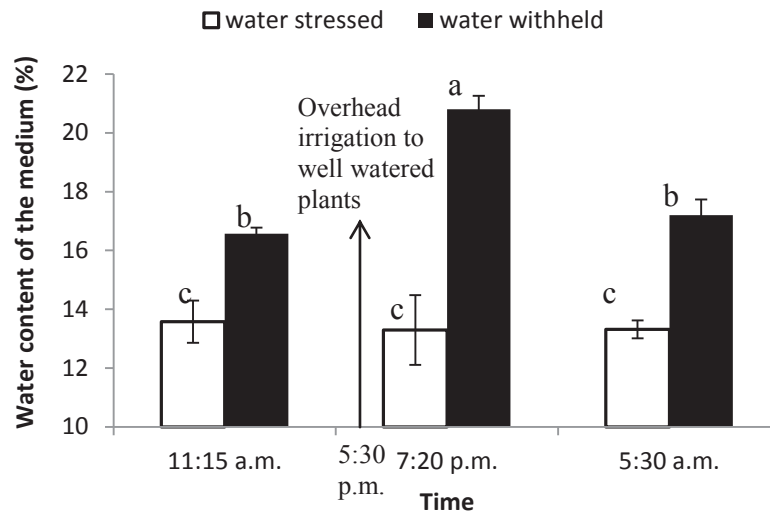 water stressed water withheld
Water content of the medium (%)
22
20
18
16
14
12
10
Overhead
irrigation to
well watered
plants
c
b
c
a
c
b
11:15 a.m.
5:30
p.m.
7:20 p.m.
5:30 a.m.
Time